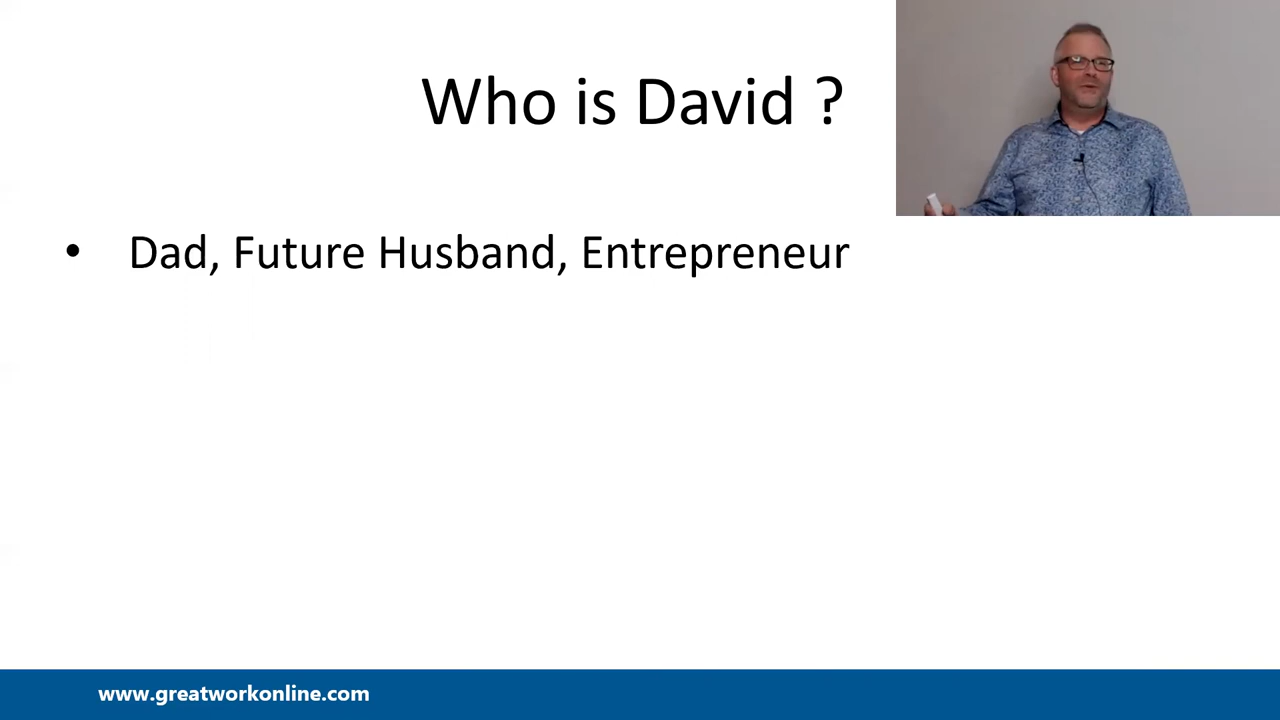 Who is David ?
• Dad, Future Husband, Entrepreneur
www.greatworkonline.com